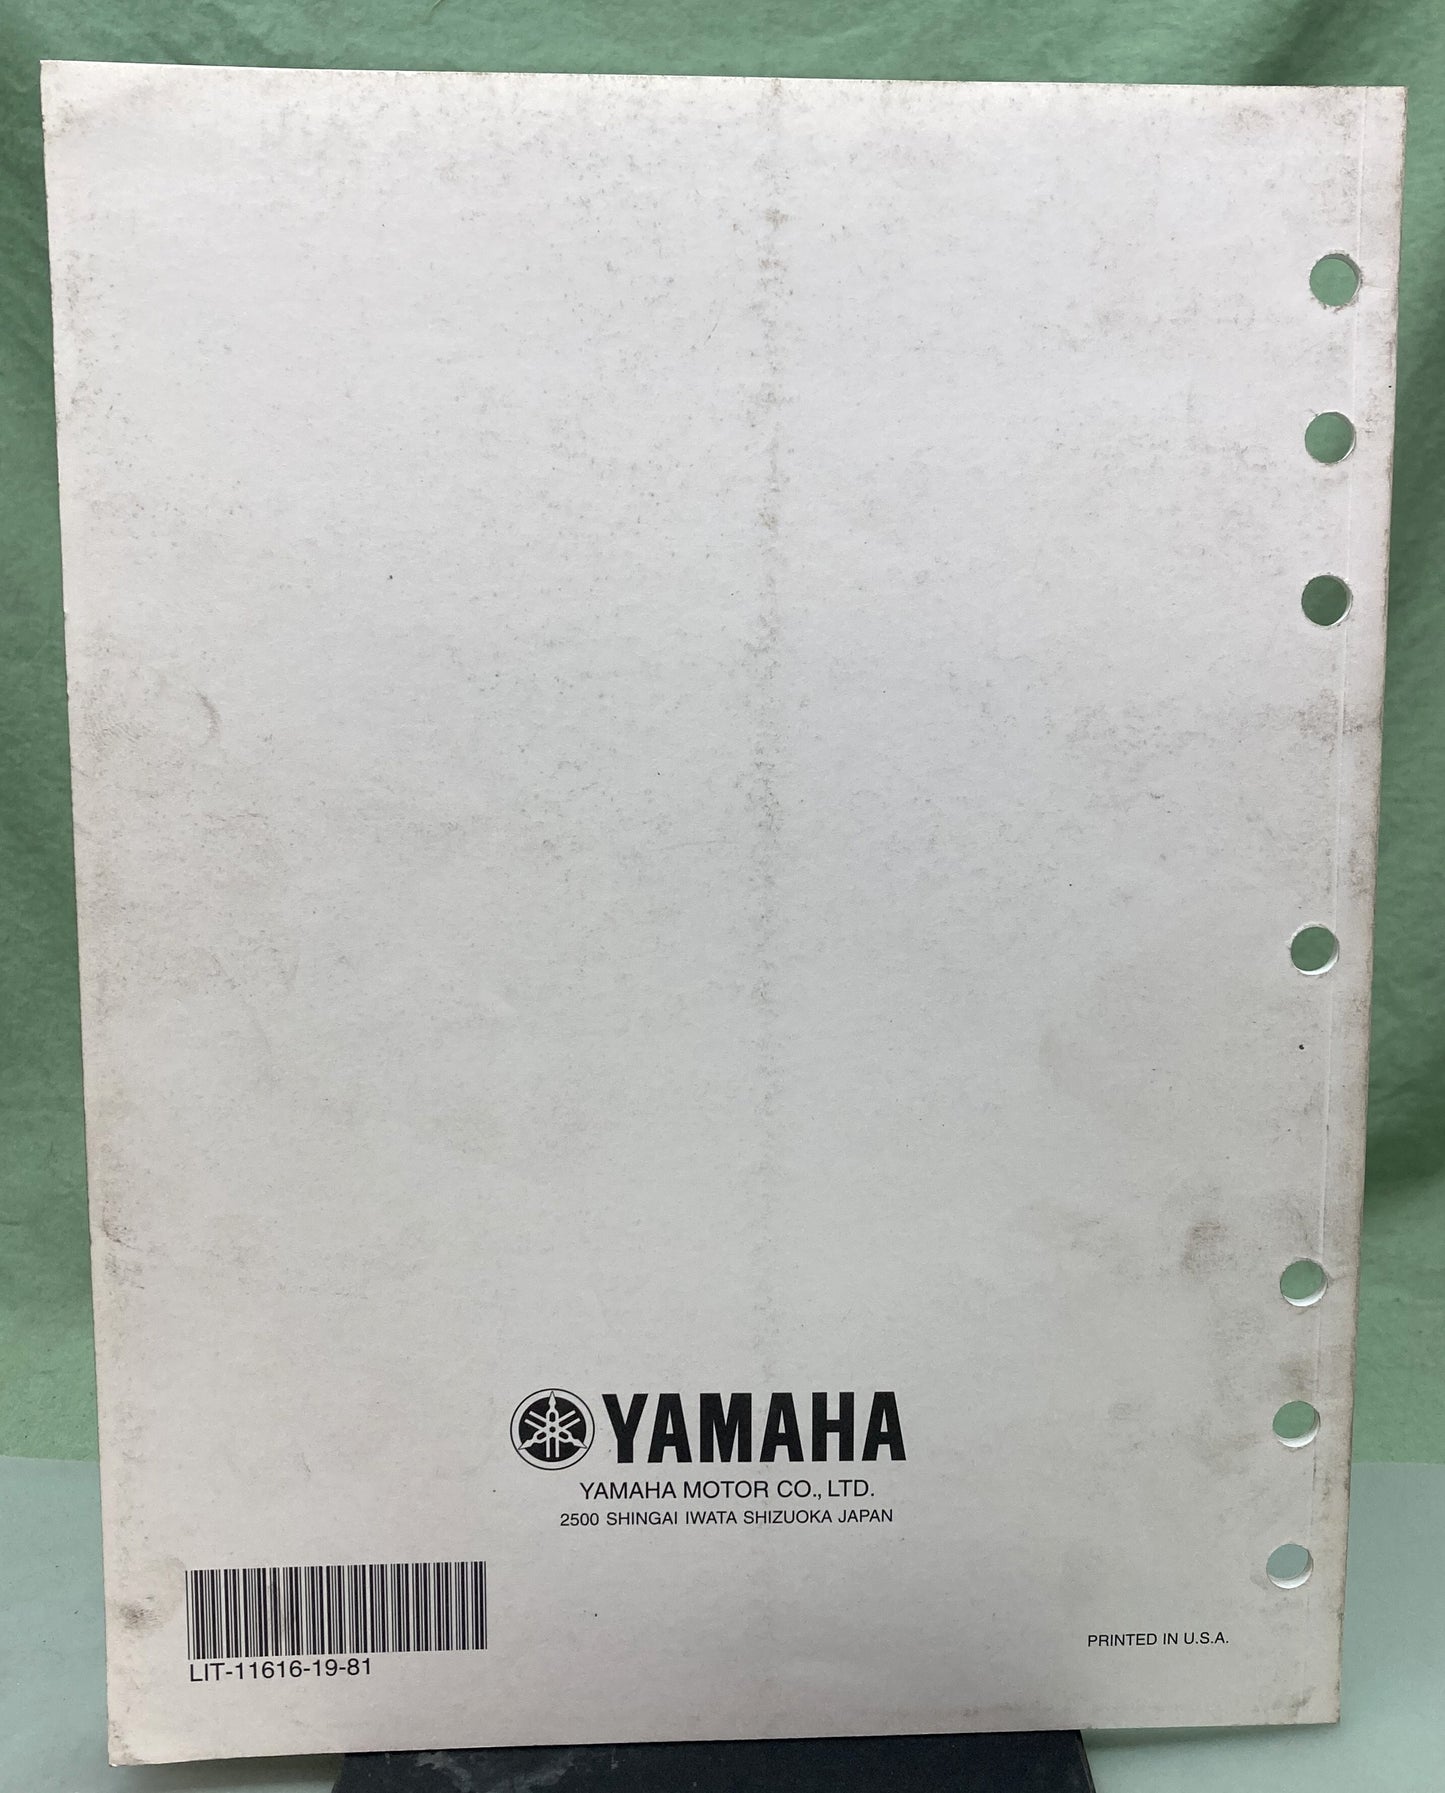 YAMAHA
YAMAHA MOTOR CO., LTD.
2500 SHINGAI IWATA SHIZUOKA JAPAN
LIT-11616-19-81
PRINTED IN U.S.A.